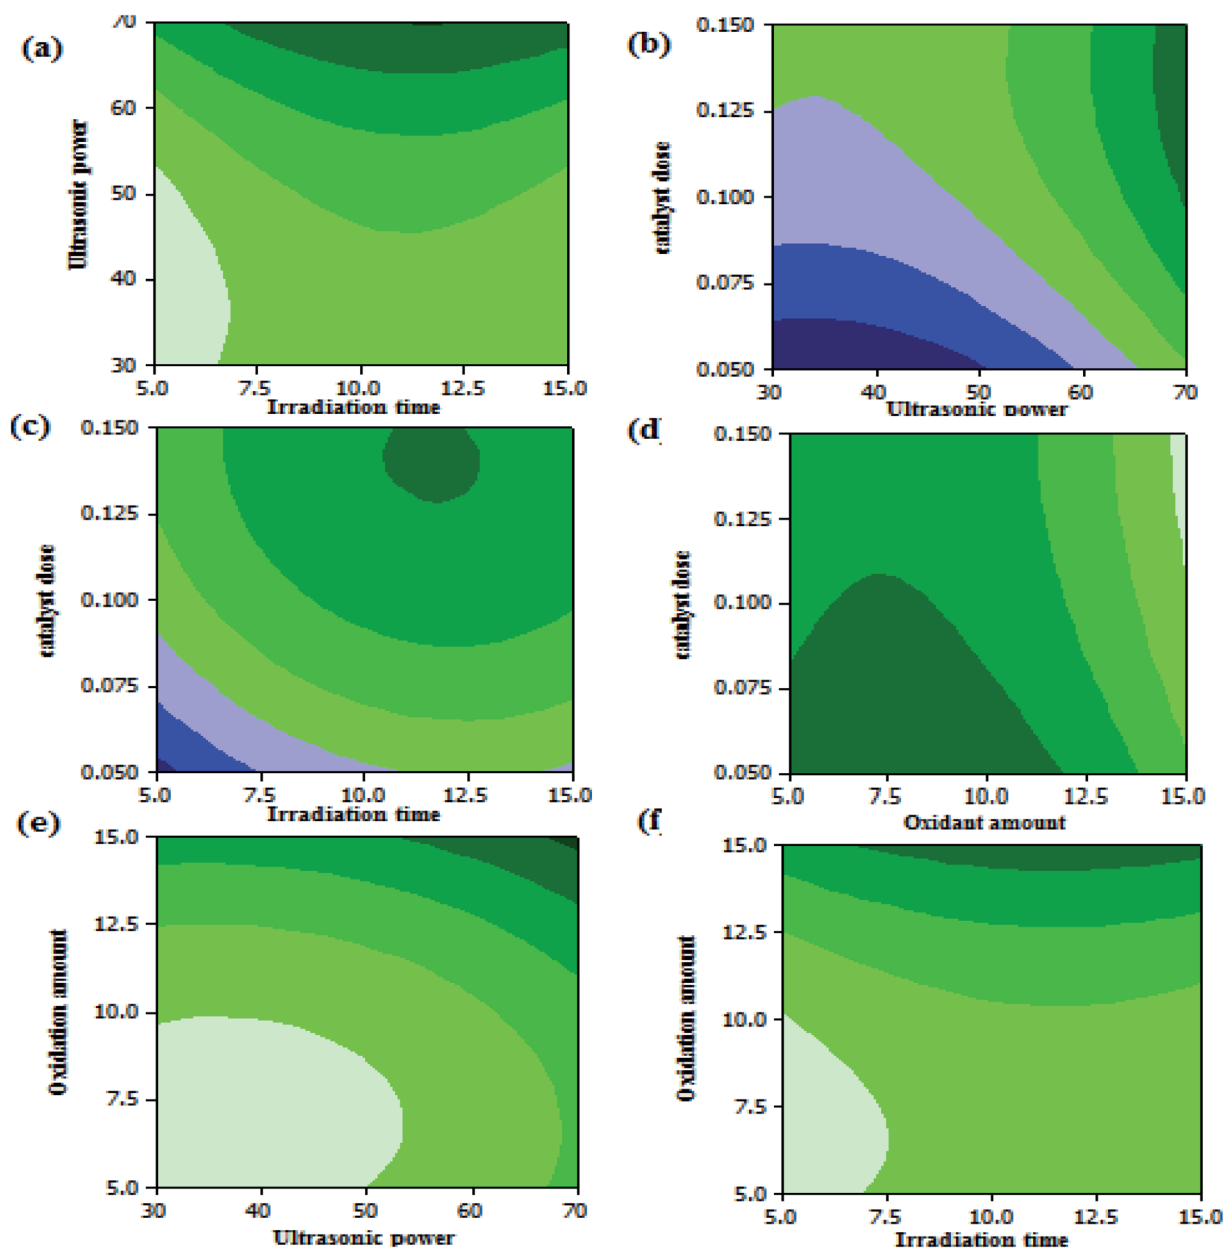 (a)
70
60
50
40
30
Ultrasonic power
5.0 7.5 10.0 12.5 15.0
Irradiation time
(b)
0.150
0.125
0.100
0.075
0.050
catalyst dose
30 40 50 60 70
Ultrasonic power
(c)
0.150
0.125
0.100
0.075
0.050
catalyst dose
5.0 7.5 10.0 12.5 15.0
Irradiation time
(d
0.150
0.125
0.100
0.075
0.050
catalyst dose
5.0 7.5 10.0 12.5 15.0
Oxidant amount
(e)
15.0
12.5
10.0
7.5
5.0
Oxidation amount
30 40 50 60 70
Ultrasonic power
(f
15.0
12.5
10.0
7.5
5.0
Oxidation amount
5.0 7.5 10.0 12.5 15.0
Irradiation time